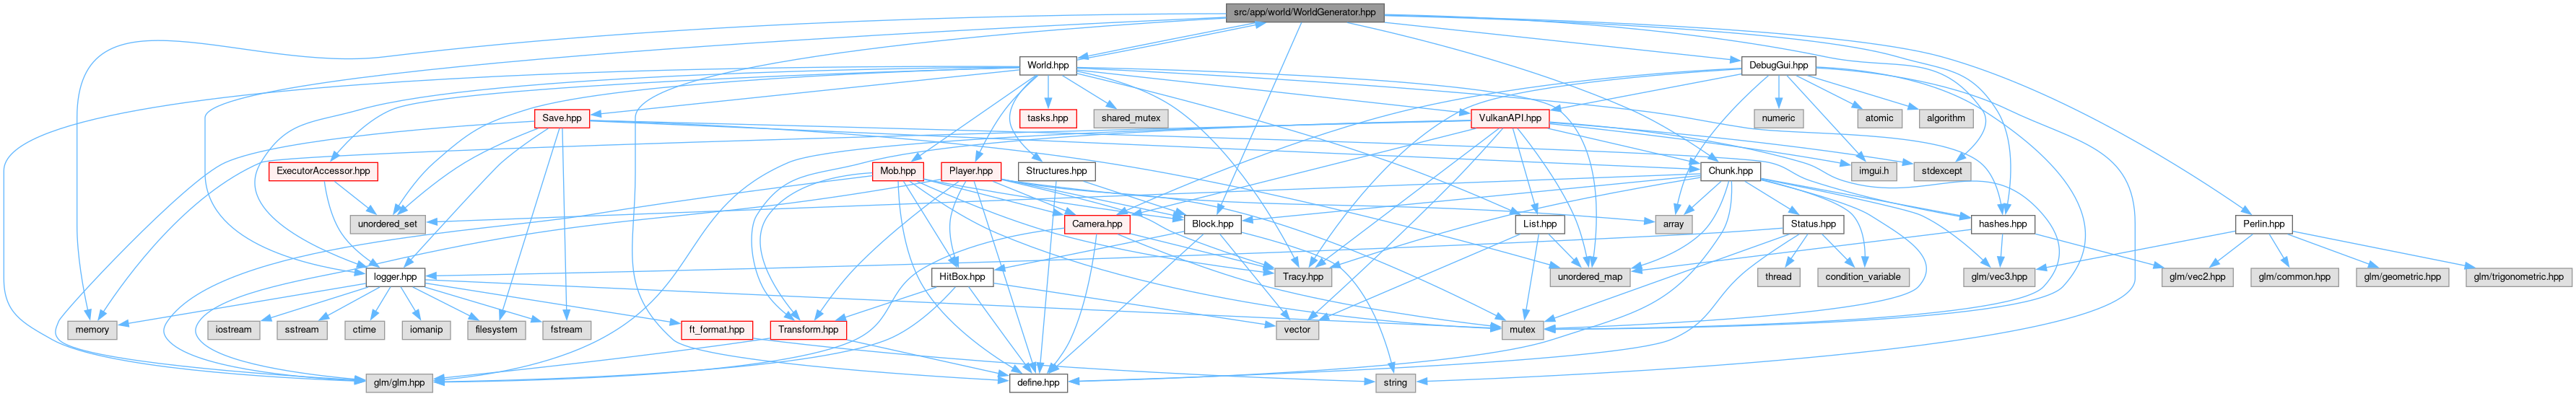 src/app/world/WorldGenerator.hpp
World.hpp
DebugGui.hpp
Save.hpp
tasks.hpp
shared_mutex
VulkanAPI.hpp
numeric
atomic
algorithm
ExecutorAccessor.hpp
Mob.hpp
Player.hpp
Structures.hpp
Chunk.hpp
imgui.h
stdexcept
unordered_set
Camera.hpp
Block.hpp
List.hpp
array
Status.hpp
hashes.hpp
Perlin.hpp
logger.hpp
HitBox.hpp
Tracy.hpp
unordered_map
thread
condition_variable
glm/vec3.hpp
glm/vec2.hpp
glm/common.hpp
glm/geometric.hpp
glm/trigonometric.hpp
memory
iostream
sstream
ctime
iomanip
filesystem
fstream
ft_format.hpp
Transform.hpp
vector
mutex
glm/glm.hpp
define.hpp
string